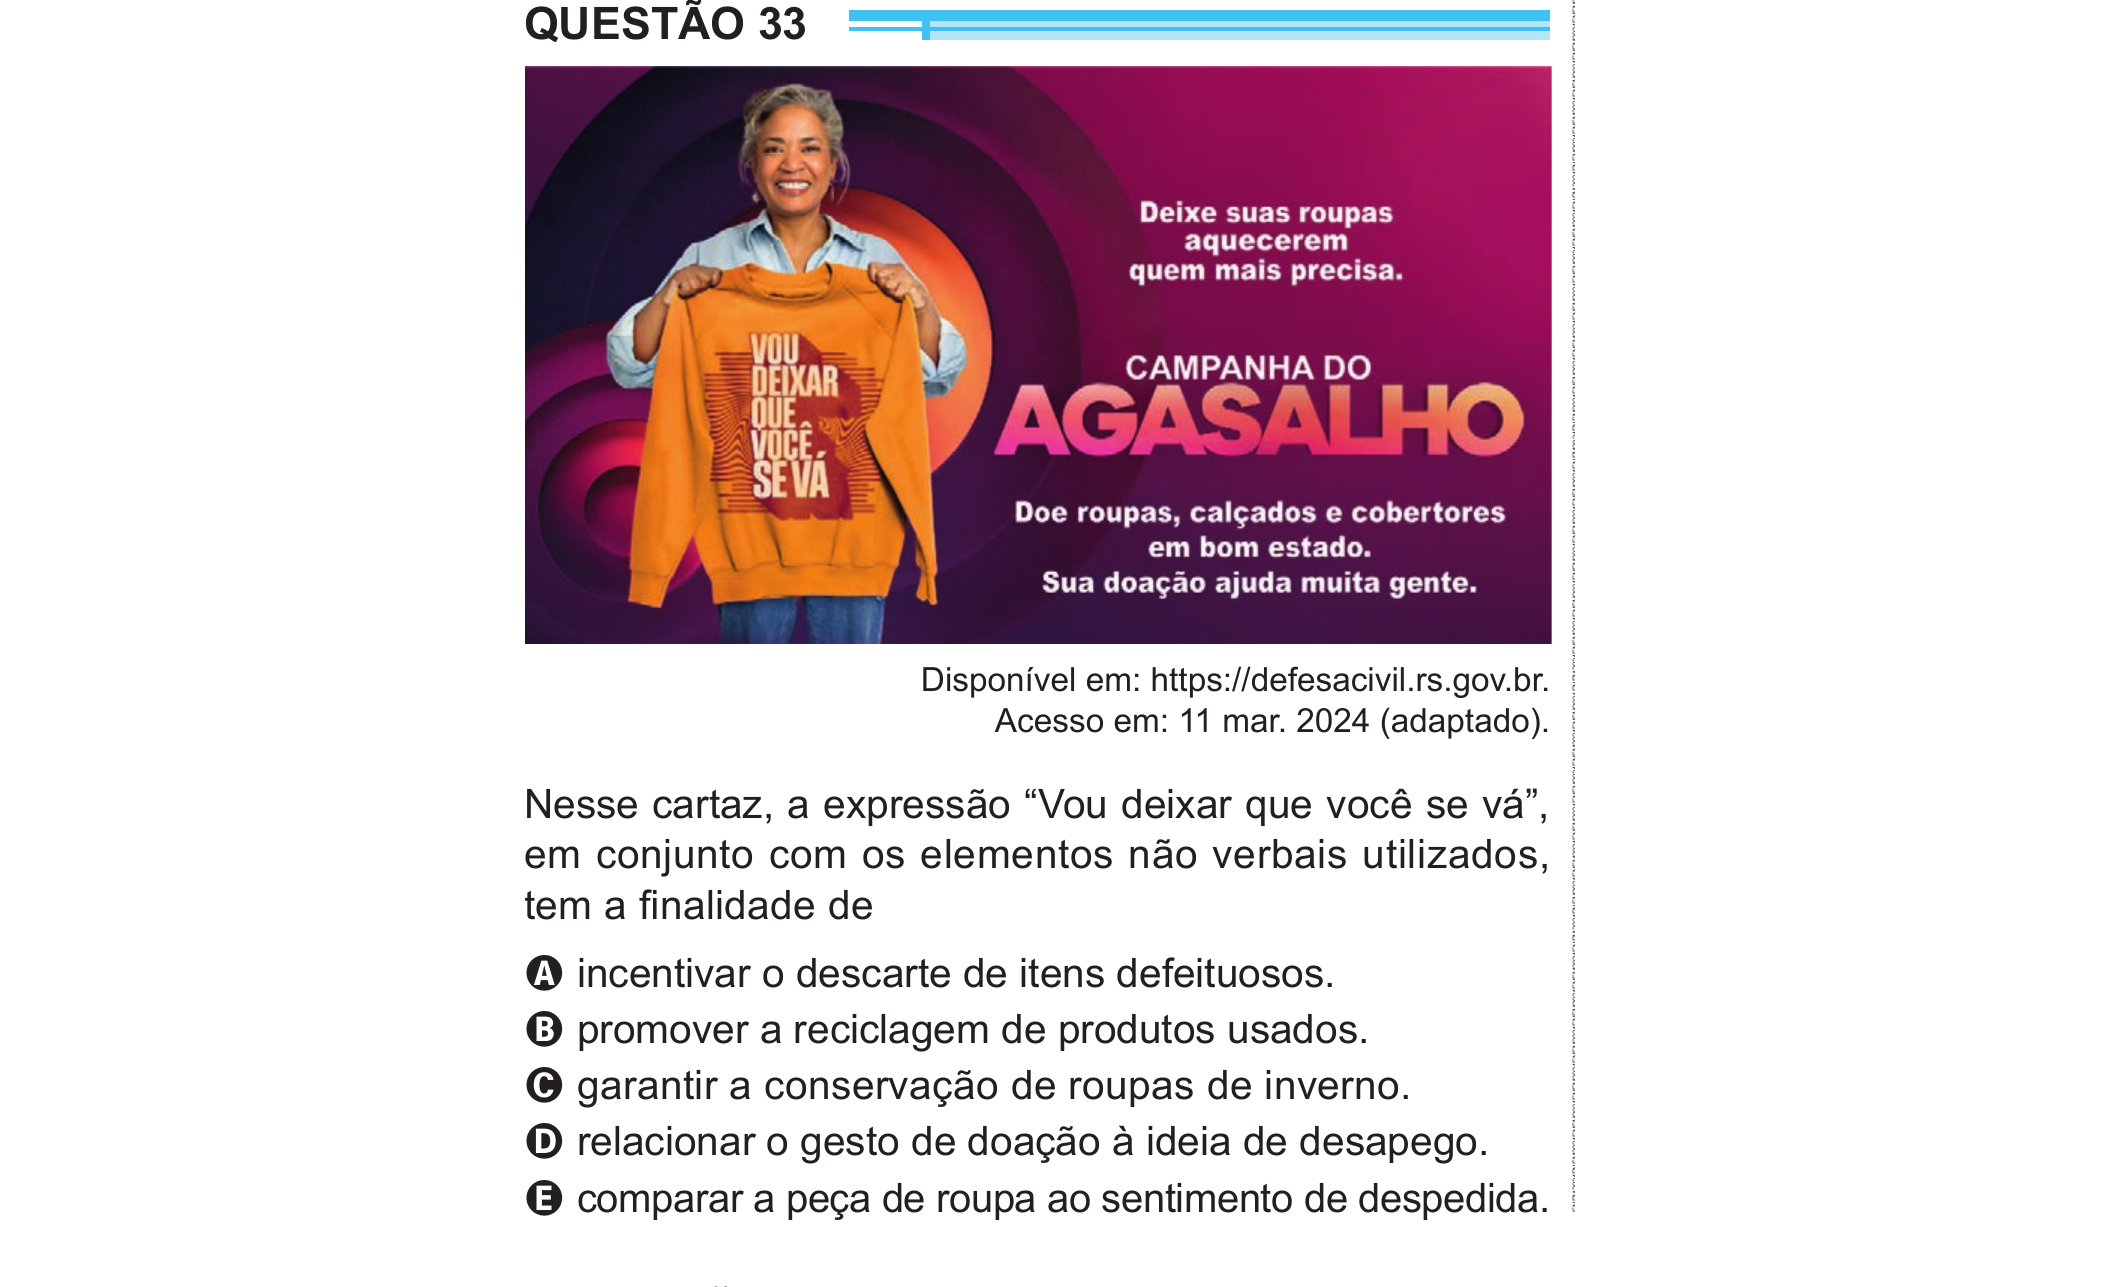 QUESTÃO 33
VOU
DEIXAR
QUE
VOCÊ
SE VÁ
Deixe suas roupas
aquecerem
quem mais precisa.
CAMPANHA DO
AGASALHO
Doe roupas, calçados e cobertores
em bom estado.
Sua doação ajuda muita gente.
Disponível em: https://defesacivil.rs.gov.br.
Acesso em: 11 mar. 2024 (adaptado).
Nesse cartaz, a expressão “Vou deixar que você se vá”,
em conjunto com os elementos não verbais utilizados,
tem a finalidade de
A incentivar o descarte de itens defeituosos.
B promover a reciclagem de produtos usados.
C garantir a conservação de roupas de inverno.
D relacionar o gesto de doação à ideia de desapego.
E comparar a peça de roupa ao sentimento de despedida.